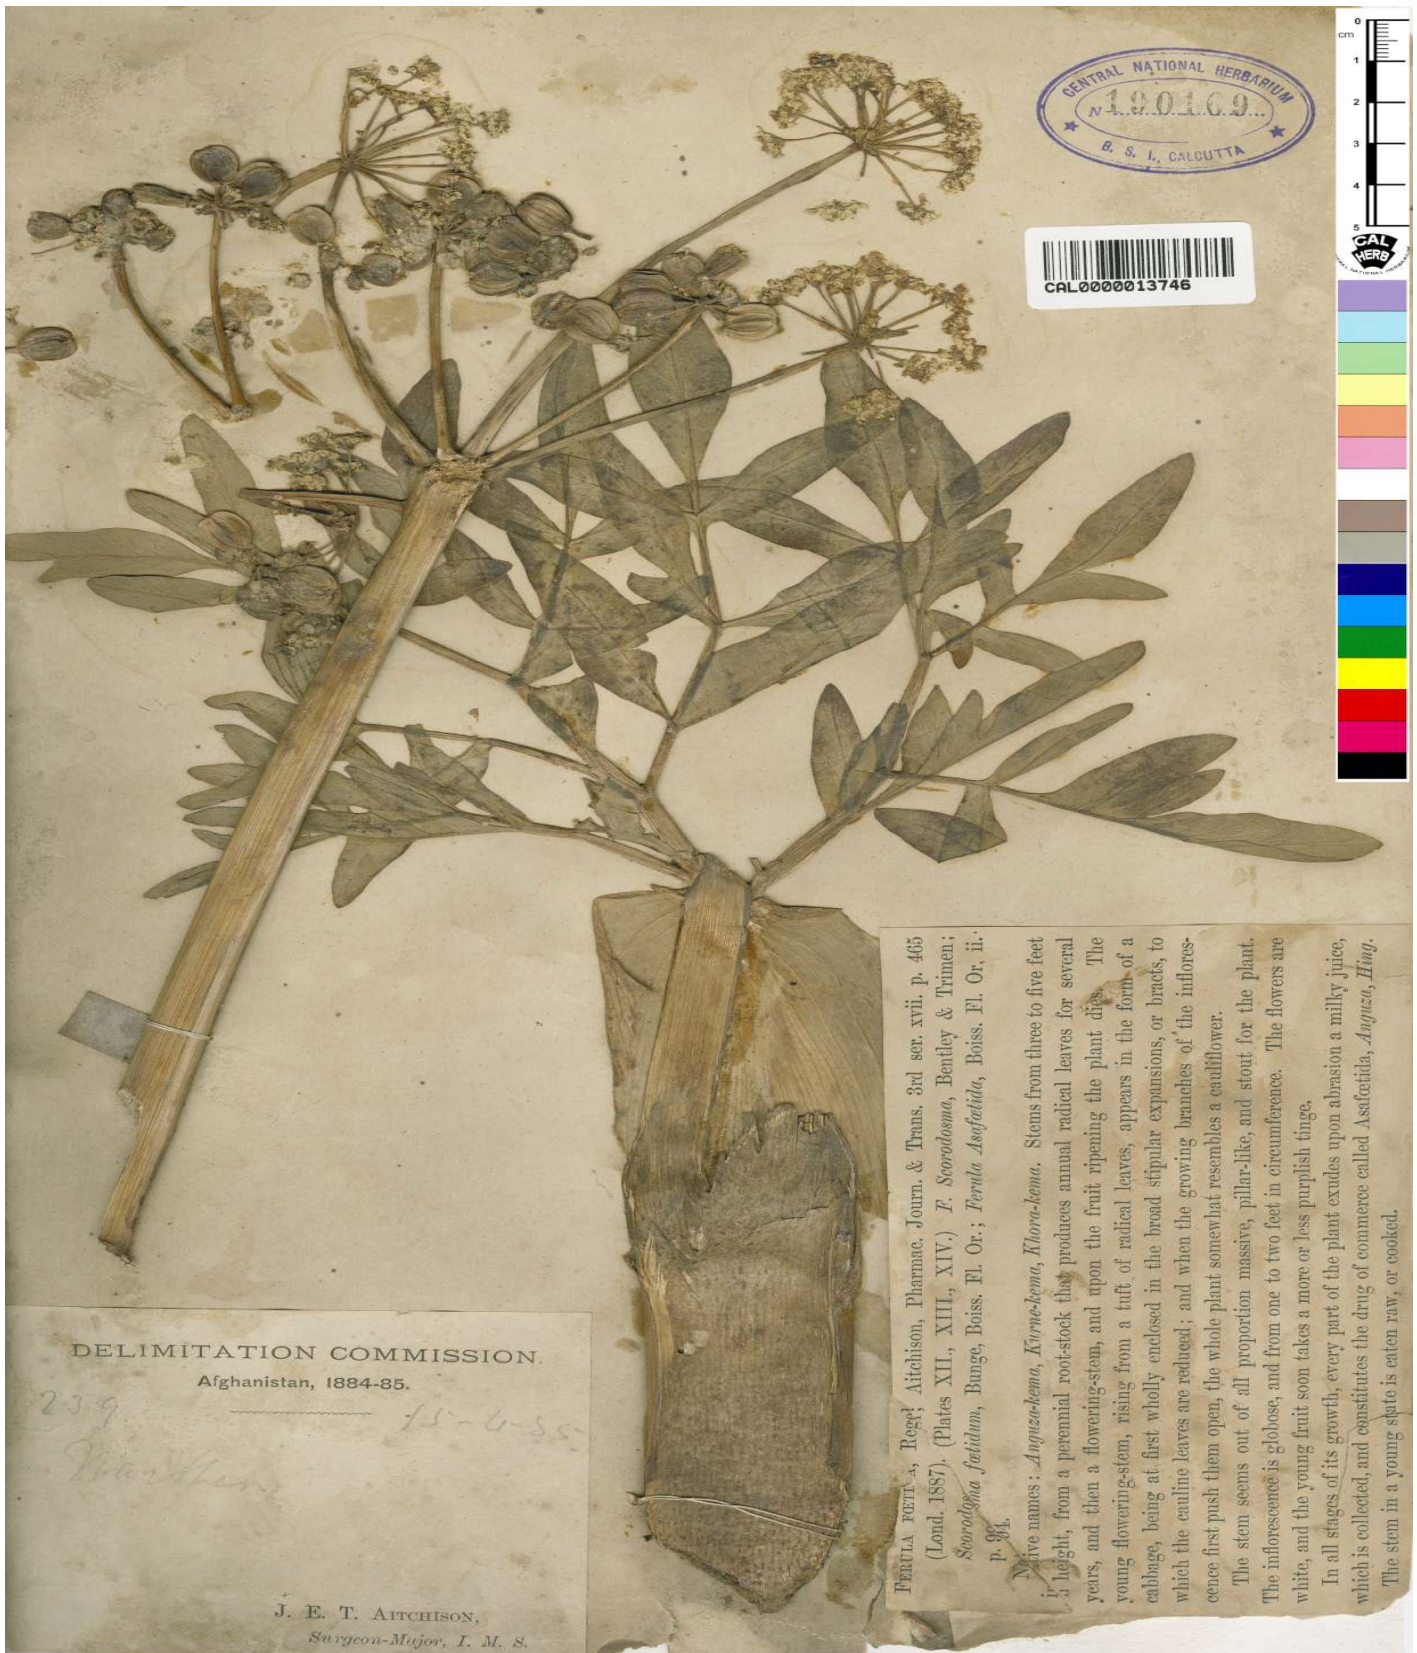 CENTRAL NATIONAL HERBARIUM
N 190169
B. S. I., CALCUTTA
0
cm
1
2
3
4
5
CAL
HERB
CAL0000013746
FERULA FŒTIDA, Regel; Aitchison, Pharmac. Journ. & Trans. 3rd ser. xvii. p. 465
(Lond. 1887). (Plates XII., XIII., XIV.) F. Scorodosma, Bentley & Trimen;
Scorodosma fœtidum, Bunge, Boiss. Fl. Or.; Ferula Asafœtida, Boiss. Fl. Or, ii.
p. 94.
Native names: Anguza-kema, Kurne-kema, Khora-kema. Stems from three to five feet
in height, from a perennial root-stock that produces annual radical leaves for several
years, and then a flowering-stem, and upon the fruit ripening the plant dies. The
young flowering-stem, rising from a tuft of radical leaves, appears in the form of a
cabbage, being at first wholly enclosed in the broad stipular expansions, or bracts, to
which the cauline leaves are reduced; and when the growing branches of the inflores-
cence first push them open, the whole plant somewhat resembles a cauliflower.
The stem seems out of all proportion massive, pillar-like, and stout for the plant.
The inflorescence is globose, and from one to two feet in circumference. The flowers are
white, and the young fruit soon takes a more or less purplish tinge.
In all stages of its growth, every part of the plant exudes upon abrasion a milky juice,
which is collected, and constitutes the drug of commerce called Asafœtida, Anguza, Hing.
The stem in a young state is eaten raw, or cooked.
DELIMITATION COMMISSION.
Afghanistan, 1884-85.
239
J. E. T. AITCHISON,
Surgeon-Major, I. M. S.